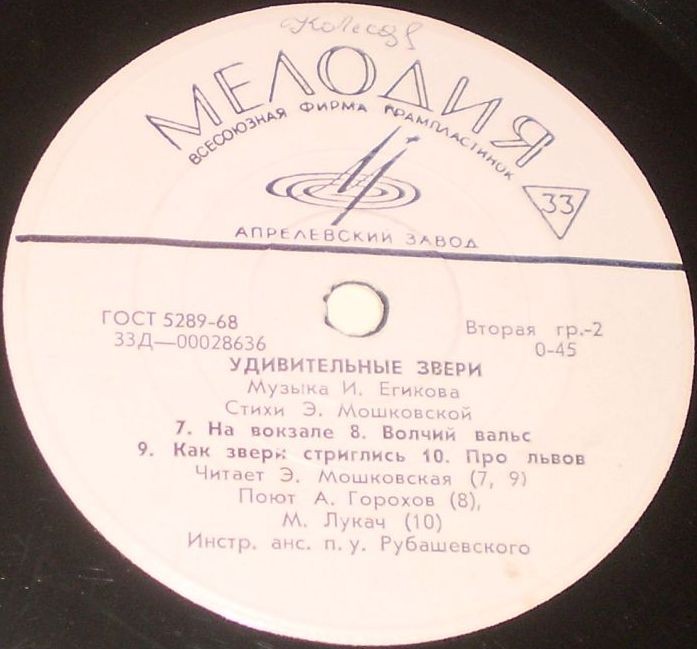 МЕЛОДИЯ
ВСЕСОЮЗНАЯ ФИРМА ГРАМПЛАСТИНОК
33
АПРЕЛЕВСКИЙ ЗАВОД
ГОСТ 5289-68
33Д—00028636
Вторая гр.-2
0-45
УДИВИТЕЛЬНЫЕ ЗВЕРИ
Музыка И. Егикова
Стихи Э. Мошковской
7. На вокзале 8. Волчий вальс
9. Как звери стриглись 10. Про львов
Читает Э. Мошковская (7, 9)
Поют А. Горохов (8),
М. Лукач (10)
Инстр. анс. п. у. Рубашевского